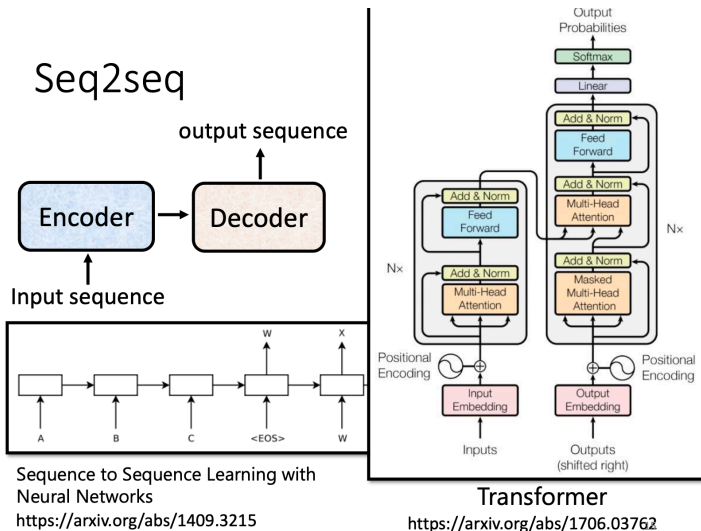 Seq2seq
output sequence
Encoder
Decoder
Input sequence
W
X
A
B
C
<EOS>
W
Sequence to Sequence Learning with
Neural Networks
https://arxiv.org/abs/1409.3215
Output
Probabilities
Softmax
Linear
Add & Norm
Feed
Forward
Add & Norm
Multi-Head
Attention
Nx
Add & Norm
Masked
Multi-Head
Attention
Add & Norm
Feed
Forward
Nx
Add & Norm
Multi-Head
Attention
Positional
Encoding
Positional
Encoding
Input
Embedding
Output
Embedding
Inputs
Outputs
(shifted right)
Transformer
https://arxiv.org/abs/1706.03762